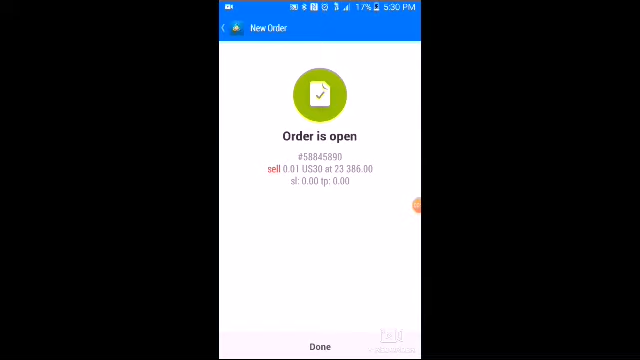 17% 5:30 PM
New Order
Order is open
#58845890
sell 0.01 US30 at 23 386.00
sl: 0.00 tp: 0.00
Done